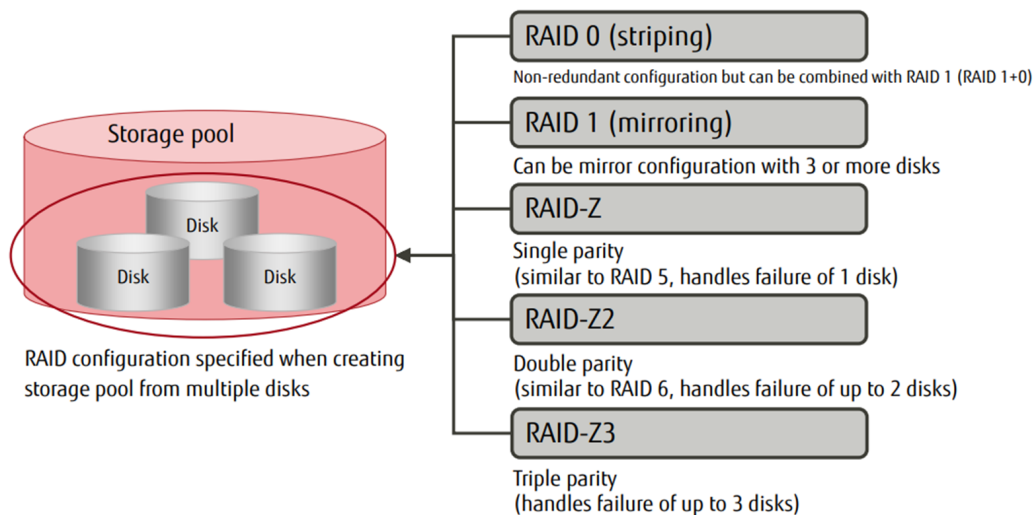 Storage pool
Disk
Disk
Disk
RAID configuration specified when creating
storage pool from multiple disks
RAID 0 (striping)
Non-redundant configuration but can be combined with RAID 1 (RAID 1+0)
RAID 1 (mirroring)
Can be mirror configuration with 3 or more disks
RAID-Z
Single parity
(similar to RAID 5, handles failure of 1 disk)
RAID-Z2
Double parity
(similar to RAID 6, handles failure of up to 2 disks)
RAID-Z3
Triple parity
(handles failure of up to 3 disks)